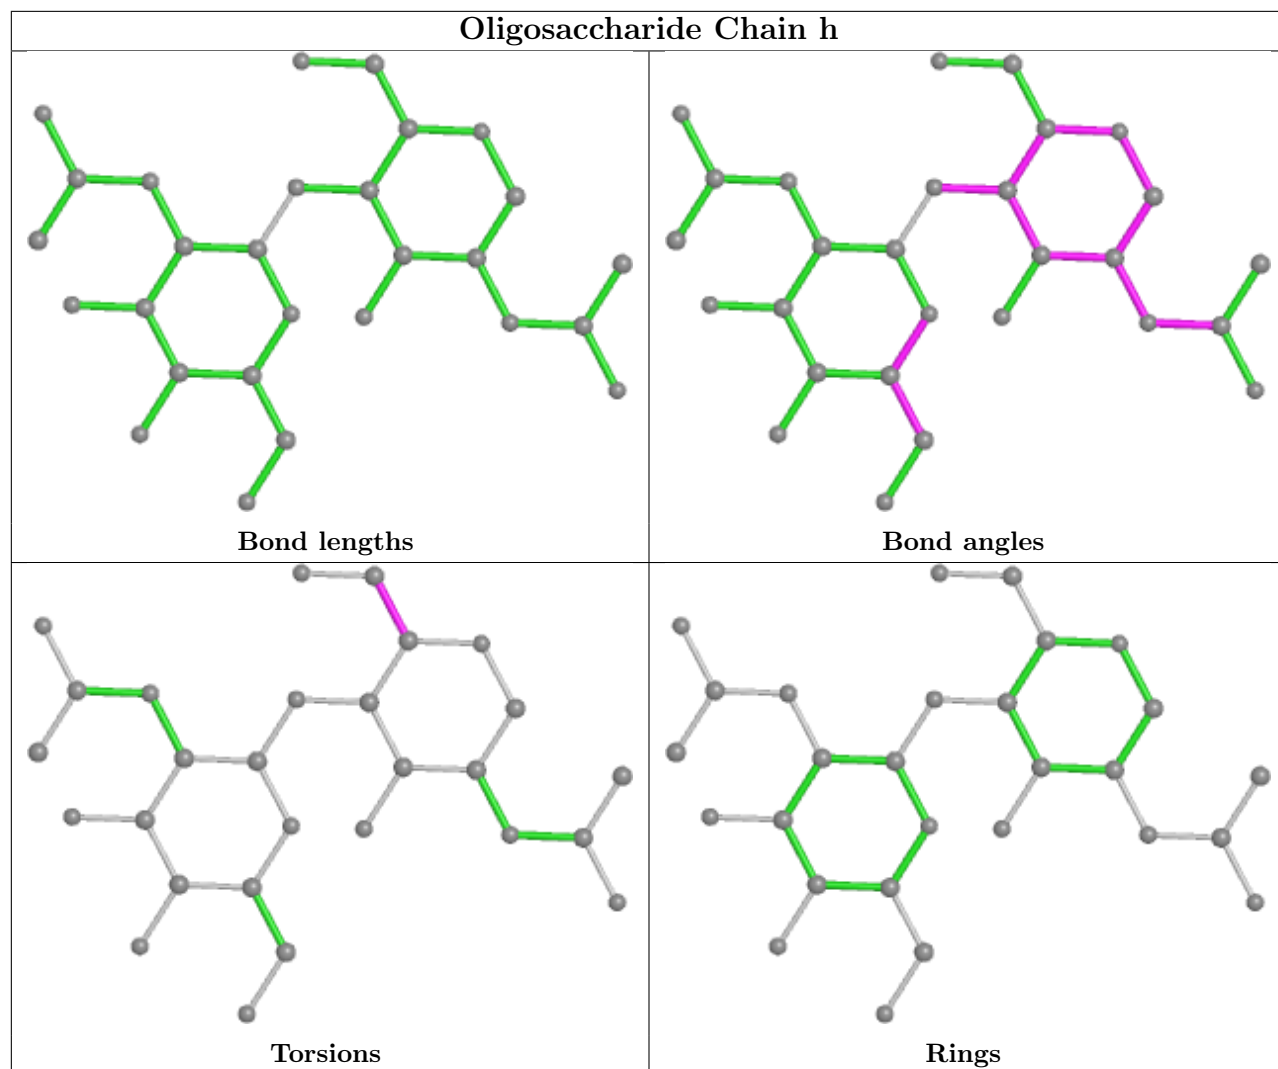 Oligosaccharide Chain h
Bond lengths
Bond angles
Torsions
Rings